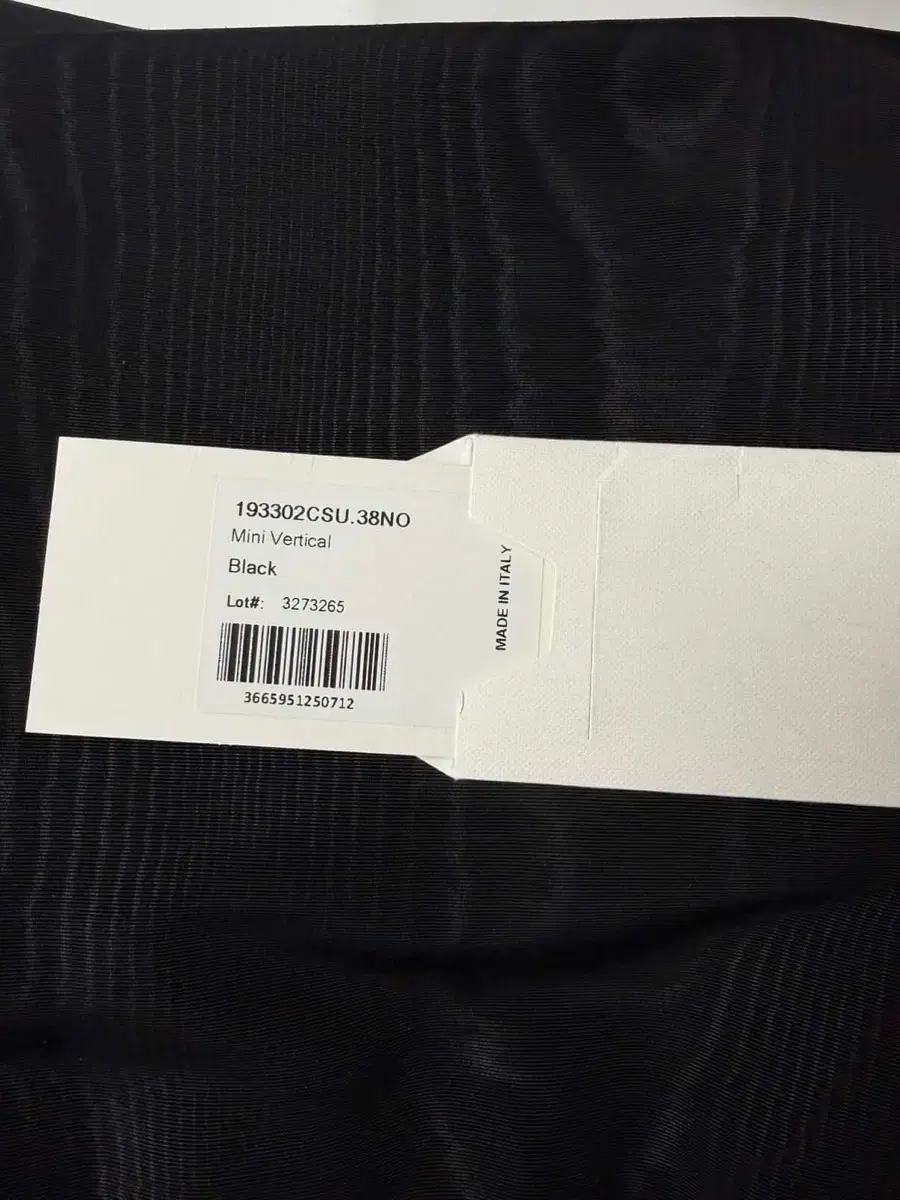 193302CSU.38NO
Mini Vertical
Black
Lot#: 3273265
3665951250712
MADE IN ITALY